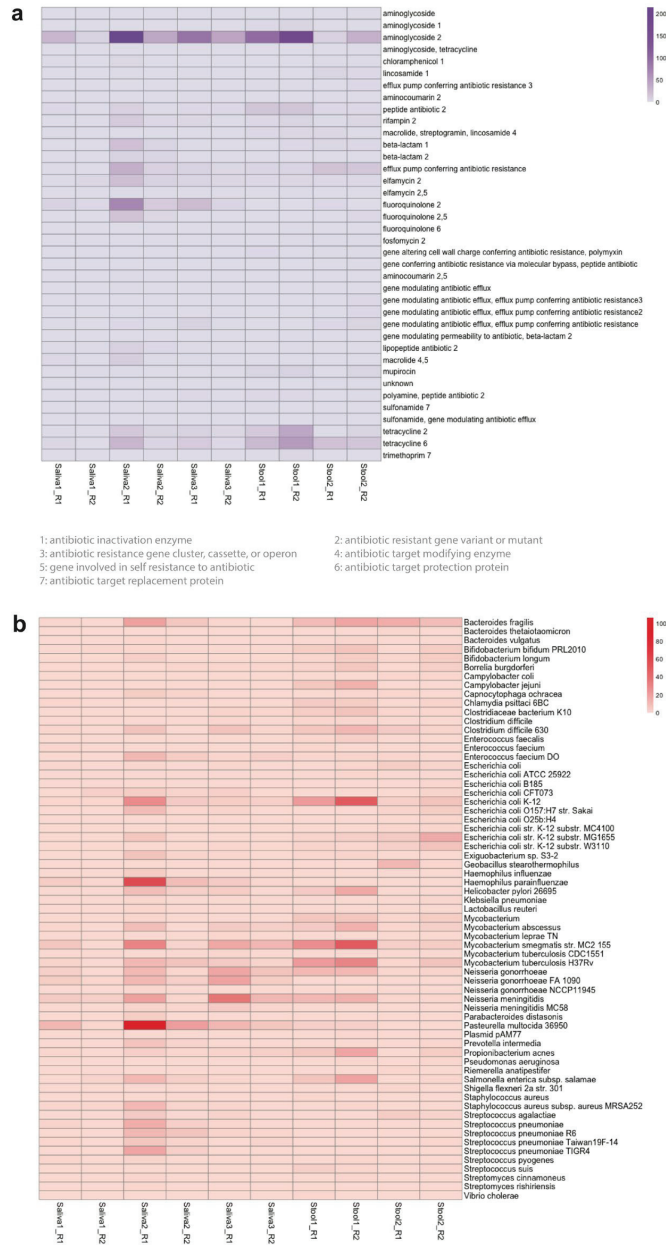 a
aminoglycoside
aminoglycoside 1
aminoglycoside 2
aminoglycoside, tetracycline
chloramphenicol 1
lincosamide 1
efflux pump conferring antibiotic resistance 3
aminocoumarin 2
peptide antibiotic 2
rifampin 2
macrolide, streptogramin, lincosamide 4
beta-lactam 1
beta-lactam 2
efflux pump conferring antibiotic resistance
elfamycin 2
elfamycin 2,5
fluoroquinolone 2
fluoroquinolone 2,5
fluoroquinolone 6
fosfomycin 2
gene altering cell wall charge conferring antibiotic resistance, polymyxin
gene conferring antibiotic resistance via molecular bypass, peptide antibiotic
aminocoumarin 2,5
gene modulating antibiotic efflux
gene modulating antibiotic efflux, efflux pump conferring antibiotic resistance3
gene modulating antibiotic efflux, efflux pump conferring antibiotic resistance2
gene modulating antibiotic efflux, efflux pump conferring antibiotic resistance
gene modulating permeability to antibiotic, beta-lactam 2
lipopeptide antibiotic 2
macrolide 4,5
mupirocin
unknown
polyamine, peptide antibiotic 2
sulfonamide 7
sulfonamide, gene modulating antibiotic efflux
tetracycline 2
tetracycline 6
trimethoprim 7
200
150
100
50
0
Saliva1_R1
Saliva1_R2
Saliva2_R1
Saliva2_R2
Saliva3_R1
Saliva3_R2
Stool1_R1
Stool1_R2
Stool2_R1
Stool2_R2
1: antibiotic inactivation enzyme
2: antibiotic resistant gene variant or mutant
3: antibiotic resistance gene cluster, cassette, or operon
4: antibiotic target modifying enzyme
5: gene involved in self resistance to antibiotic
6: antibiotic target protection protein
7: antibiotic target replacement protein
b
Bacteroides fragilis
Bacteroides thetaiotaomicron
Bacteroides vulgatus
Bifidobacterium bifidum PRL2010
Bifidobacterium longum
Borrelia burgdorferi
Campylobacter coli
Campylobacter jejuni
Capnocytophaga ochracea
Chlamydia psittaci 6BC
Clostridiaceae bacterium K10
Clostridium difficile
Clostridium difficile 630
Enterococcus faecalis
Enterococcus faecium
Enterococcus faecium DO
Escherichia coli
Escherichia coli ATCC 25922
Escherichia coli B185
Escherichia coli CFT073
Escherichia coli K-12
Escherichia coli O157:H7 str. Sakai
Escherichia coli O25b:H4
Escherichia coli str. K-12 substr. MC4100
Escherichia coli str. K-12 substr. MG1655
Escherichia coli str. K-12 substr. W3110
Exiguobacterium sp. S3-2
Geobacillus stearothermophilus
Haemophilus influenzae
Haemophilus parainfluenzae
Helicobacter pylori 26695
Klebsiella pneumoniae
Lactobacillus reuteri
Mycobacterium
Mycobacterium abscessus
Mycobacterium leprae TN
Mycobacterium smegmatis str. MC2 155
Mycobacterium tuberculosis CDC1551
Mycobacterium tuberculosis H37Rv
Neisseria gonorrhoeae
Neisseria gonorrhoeae FA 1090
Neisseria gonorrhoeae NCCP11945
Neisseria meningitidis
Neisseria meningitidis MC58
Parabacteroides distasonis
Pasteurella multocida 36950
Plasmid pAM77
Prevotella intermedia
Propionibacterium acnes
Pseudomonas aeruginosa
Riemerella anatipestifer
Salmonella enterica subsp. salamae
Shigella flexneri 2a str. 301
Staphylococcus aureus
Staphylococcus aureus subsp. aureus MRSA252
Streptococcus agalactiae
Streptococcus pneumoniae
Streptococcus pneumoniae R6
Streptococcus pneumoniae Taiwan19F-14
Streptococcus pneumoniae TIGR4
Streptococcus pyogenes
Streptococcus suis
Streptomyces cinnamoneus
Streptomyces rishiriensis
Vibrio cholerae
100
80
60
40
20
0
Saliva1_R1
Saliva1_R2
Saliva2_R1
Saliva2_R2
Saliva3_R1
Saliva3_R2
Stool1_R1
Stool1_R2
Stool2_R1
Stool2_R2